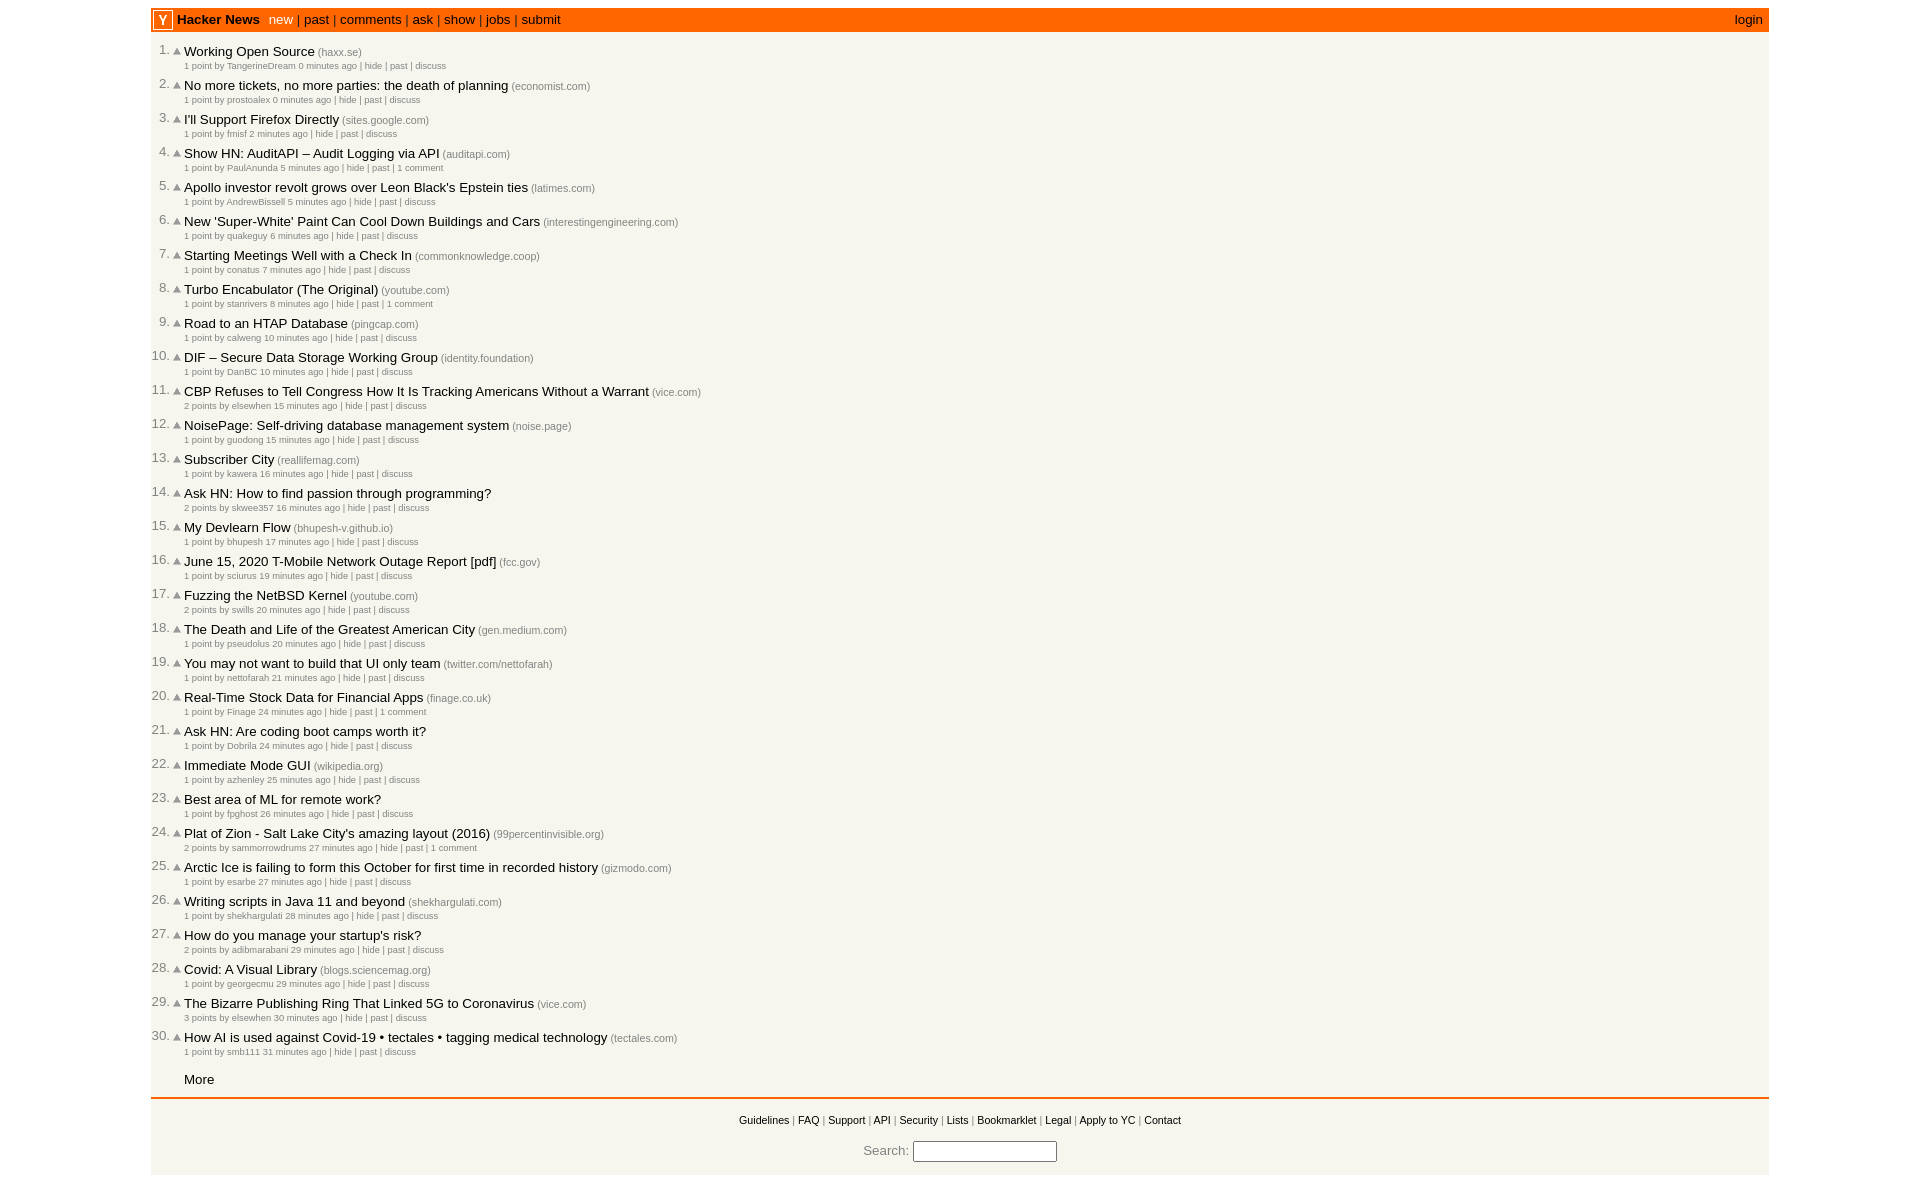 Y Hacker News new | past | comments | ask | show | jobs | submit login
1. Working Open Source (haxx.se)
1 point by TangerineDream 0 minutes ago | hide | past | discuss
2. No more tickets, no more parties: the death of planning (economist.com)
1 point by prostoalex 0 minutes ago | hide | past | discuss
3. I'll Support Firefox Directly (sites.google.com)
1 point by fmisf 2 minutes ago | hide | past | discuss
4. Show HN: AuditAPI – Audit Logging via API (auditapi.com)
1 point by PaulAnunda 5 minutes ago | hide | past | 1 comment
5. Apollo investor revolt grows over Leon Black's Epstein ties (latimes.com)
1 point by AndrewBissell 5 minutes ago | hide | past | discuss
6. New 'Super-White' Paint Can Cool Down Buildings and Cars (interestingengineering.com)
1 point by quakeguy 6 minutes ago | hide | past | discuss
7. Starting Meetings Well with a Check In (commonknowledge.coop)
1 point by conatus 7 minutes ago | hide | past | discuss
8. Turbo Encabulator (The Original) (youtube.com)
1 point by stanrivers 8 minutes ago | hide | past | 1 comment
9. Road to an HTAP Database (pingcap.com)
1 point by calweng 10 minutes ago | hide | past | discuss
10. DIF – Secure Data Storage Working Group (identity.foundation)
1 point by DanBC 10 minutes ago | hide | past | discuss
11. CBP Refuses to Tell Congress How It Is Tracking Americans Without a Warrant (vice.com)
2 points by elsewhen 15 minutes ago | hide | past | discuss
12. NoisePage: Self-driving database management system (noise.page)
1 point by guodong 15 minutes ago | hide | past | discuss
13. Subscriber City (reallifemag.com)
1 point by kawera 16 minutes ago | hide | past | discuss
14. Ask HN: How to find passion through programming?
2 points by skwee357 16 minutes ago | hide | past | discuss
15. My Devlearn Flow (bhupesh-v.github.io)
1 point by bhupesh 17 minutes ago | hide | past | discuss
16. June 15, 2020 T-Mobile Network Outage Report [pdf] (fcc.gov)
1 point by sciurus 19 minutes ago | hide | past | discuss
17. Fuzzing the NetBSD Kernel (youtube.com)
2 points by swills 20 minutes ago | hide | past | discuss
18. The Death and Life of the Greatest American City (gen.medium.com)
1 point by pseudolus 20 minutes ago | hide | past | discuss
19. You may not want to build that UI only team (twitter.com/nettofarah)
1 point by nettofarah 21 minutes ago | hide | past | discuss
20. Real-Time Stock Data for Financial Apps (finage.co.uk)
1 point by Finage 24 minutes ago | hide | past | 1 comment
21. Ask HN: Are coding boot camps worth it?
1 point by Dobrila 24 minutes ago | hide | past | discuss
22. Immediate Mode GUI (wikipedia.org)
1 point by azhenley 25 minutes ago | hide | past | discuss
23. Best area of ML for remote work?
1 point by fpghost 26 minutes ago | hide | past | discuss
24. Plat of Zion - Salt Lake City's amazing layout (2016) (99percentinvisible.org)
2 points by sammorrowdrums 27 minutes ago | hide | past | 1 comment
25. Arctic Ice is failing to form this October for first time in recorded history (gizmodo.com)
1 point by esarbe 27 minutes ago | hide | past | discuss
26. Writing scripts in Java 11 and beyond (shekhargulati.com)
1 point by shekhargulati 28 minutes ago | hide | past | discuss
27. How do you manage your startup's risk?
2 points by adibmarabani 29 minutes ago | hide | past | discuss
28. Covid: A Visual Library (blogs.sciencemag.org)
1 point by georgecmu 29 minutes ago | hide | past | discuss
29. The Bizarre Publishing Ring That Linked 5G to Coronavirus (vice.com)
3 points by elsewhen 30 minutes ago | hide | past | discuss
30. How AI is used against Covid-19 • tectales • tagging medical technology (tectales.com)
1 point by smb111 31 minutes ago | hide | past | discuss
More
Guidelines | FAQ | Support | API | Security | Lists | Bookmarklet | Legal | Apply to YC | Contact
Search: